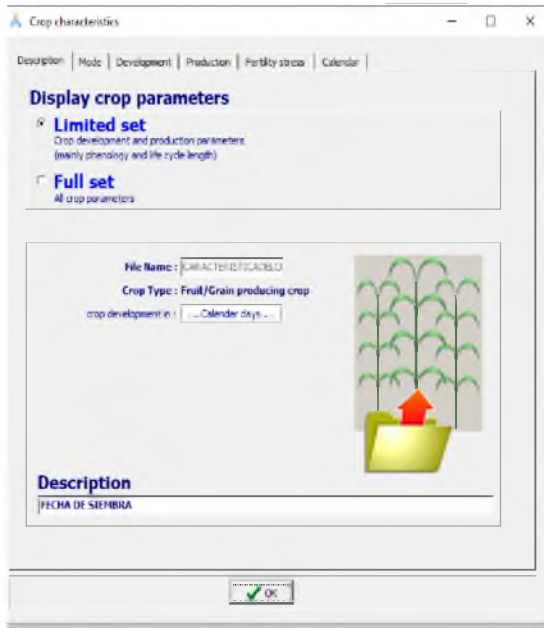 Crop characteristics
Description Mode Development Production Fertility stress Calendar
Display crop parameters
Limited set
Crop development and production parameters
(mainly phenology and life cycle length)
Full set
All crop parameters
File Name : CARACTERISTICADELCI
Crop Type : Fruit/Grain producing crop
crop development in : ....Calender days ....
Description
FECHA DE SIEMBRA
OK